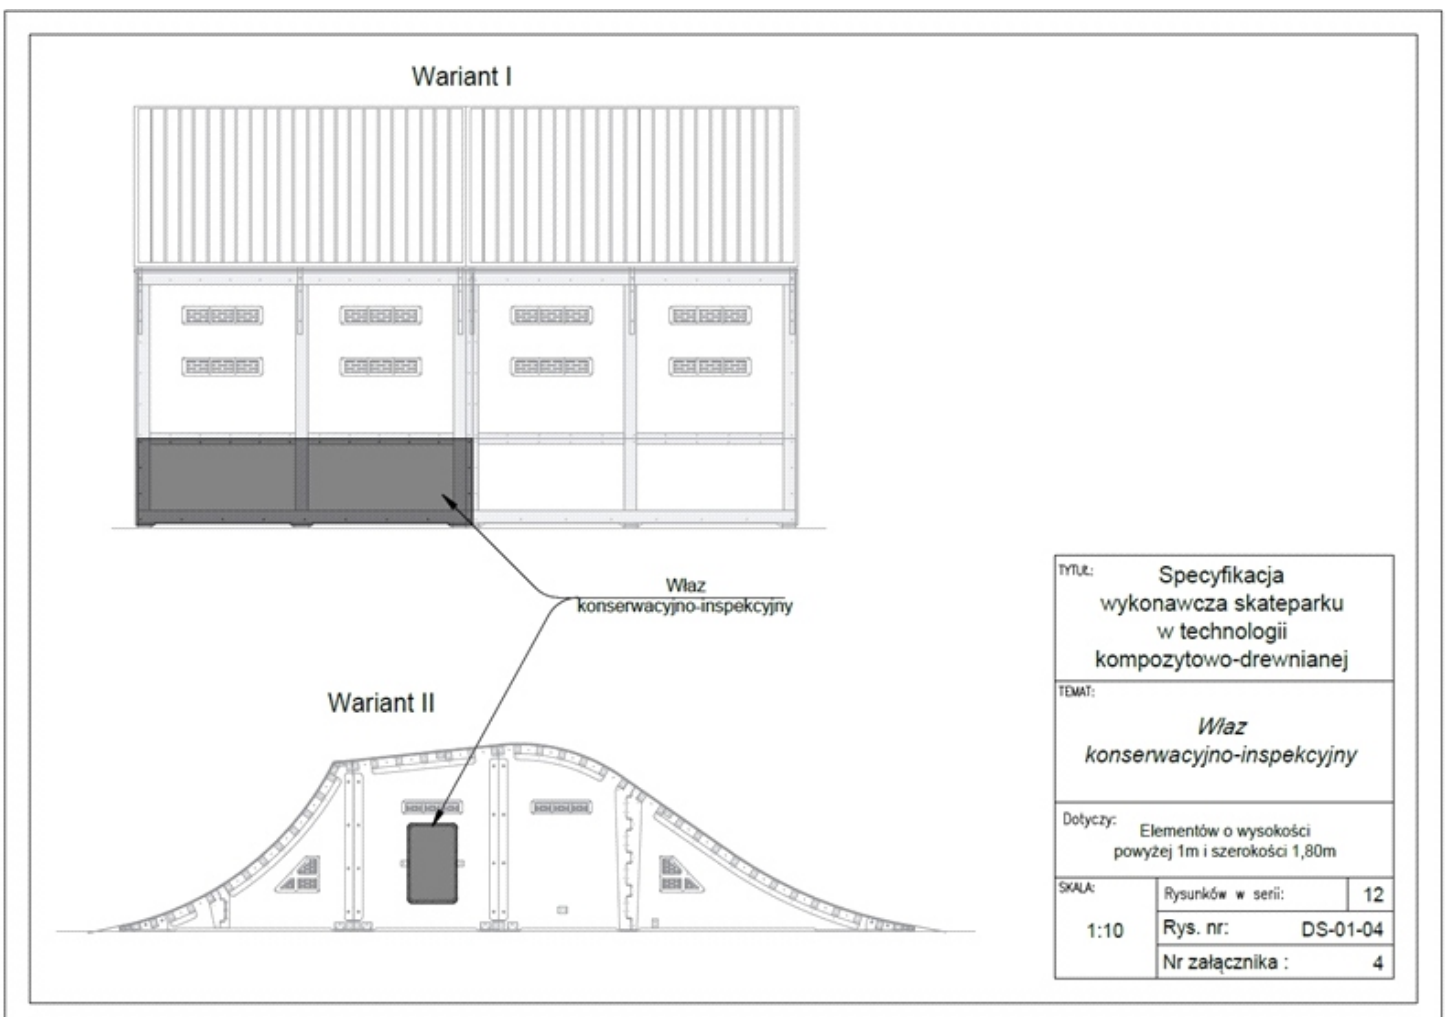 Wariant I
Właz
konserwacyjno-inspekcyjny
Wariant II
TYTUŁ:
Specyfikacja
wykonawcza skateparku
w technologii
kompozytowo-drewnianej
TEMAT:
Właz
konserwacyjno-inspekcyjny
Dotyczy:
Elementów o wysokości
powyżej 1m i szerokości 1,80m
SKALA:
1:10
Rysunków w serii: 12
Rys. nr: DS-01-04
Nr załącznika : 4